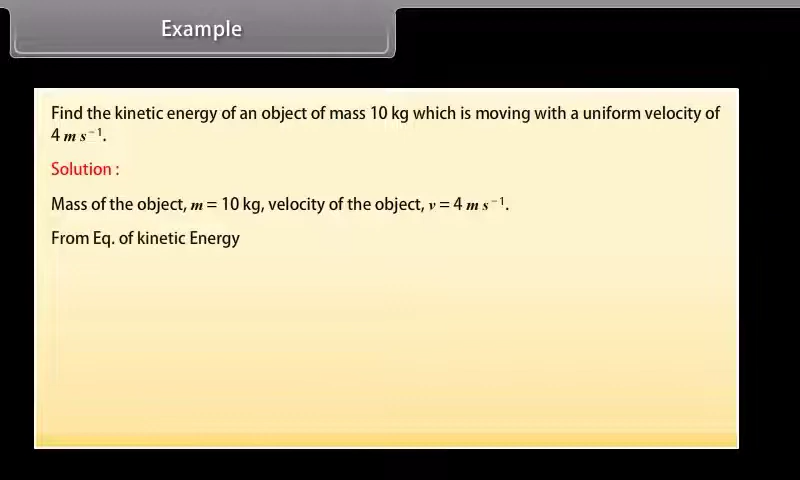 Example
Find the kinetic energy of an object of mass 10 kg which is moving with a uniform velocity of
4 m s⁻¹.
Solution :
Mass of the object, m = 10 kg, velocity of the object, v = 4 m s⁻¹.
From Eq. of kinetic Energy